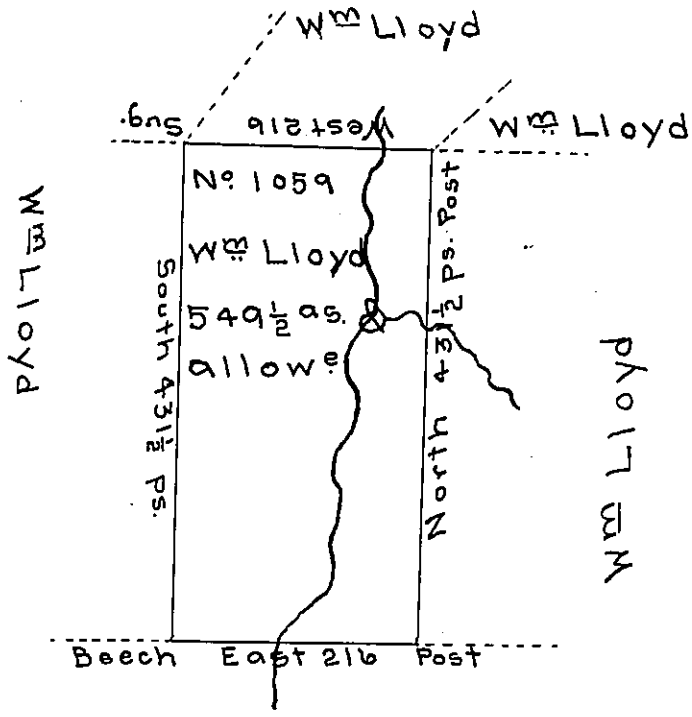 Wm Lloyd
Wm Lloyd
Sug.
West 216
No. 1059
Wm Lloyd
549½ as.
allowe
South 431½ ps.
North 431½ ps. Post
Wm Lloyd
Wm Lloyd
Beech East 216 Post